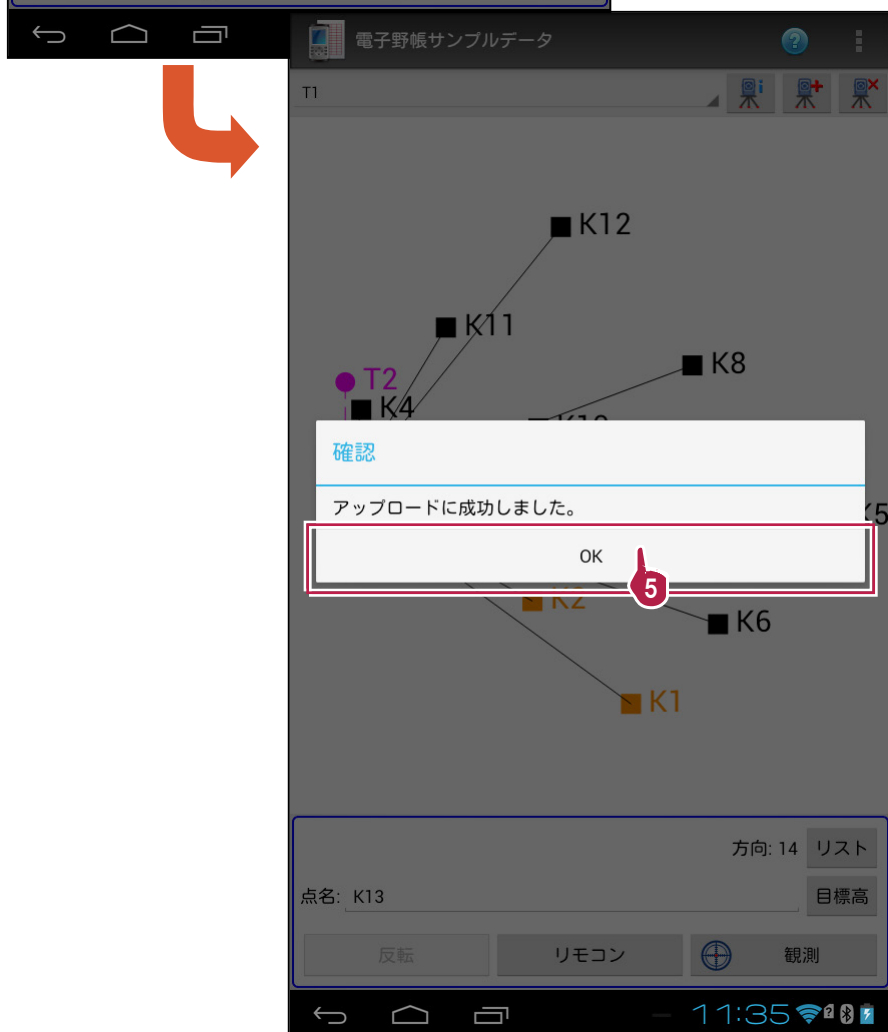 電子野帳サンプルデータ
T1
K12
K11
K8
T2
K4
K10
確認
アップロードに成功しました。
K5
OK
5
K2
K6
K1
方向: 14 リスト
点名: K13 目標高
反転 リモコン 観測
11:35